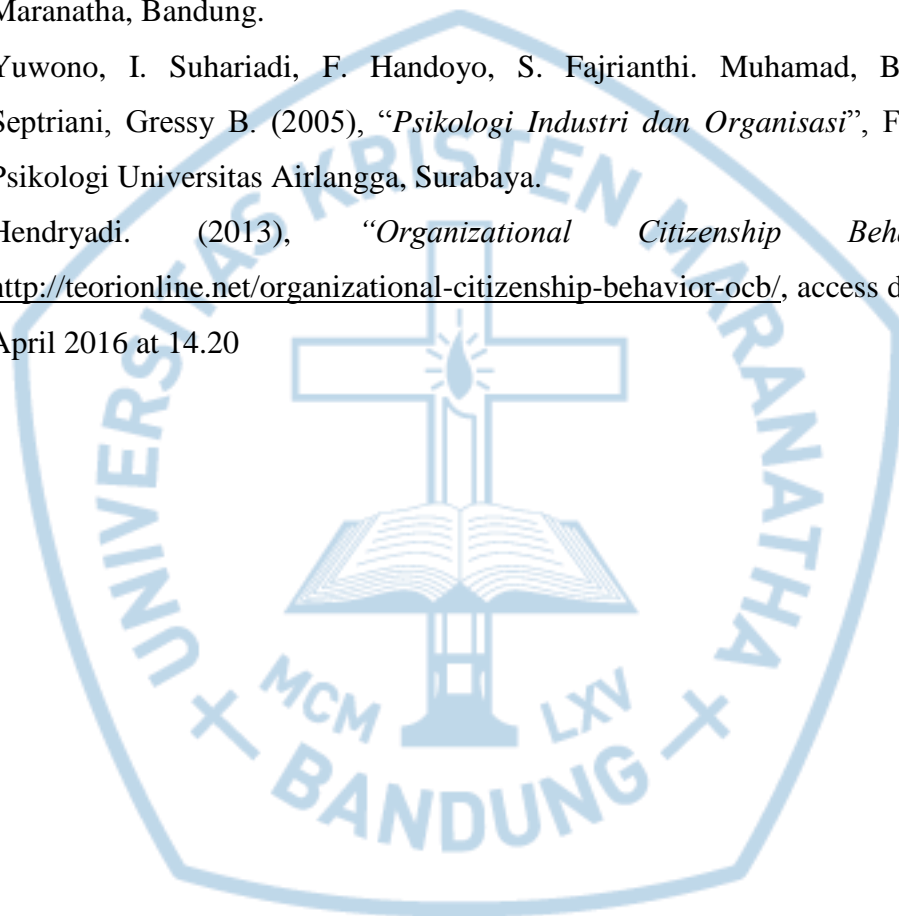 Maranatha, Bandung.
Yuwono, I. Suhariadi, F. Handoyo, S. Fajrianthi. Muhamad, B
Septriani, Gressy B. (2005), “Psikologi Industri dan Organisasi”, F
Psikologi Universitas Airlangga, Surabaya.
Hendryadi. (2013), “Organizational Citizenship Beha
http://teorionline.net/organizational-citizenship-behavior-ocb/, access d
April 2016 at 14.20
UNIVERSITAS KRISTEN MARANATHA
MCM LXV
BANDUNG